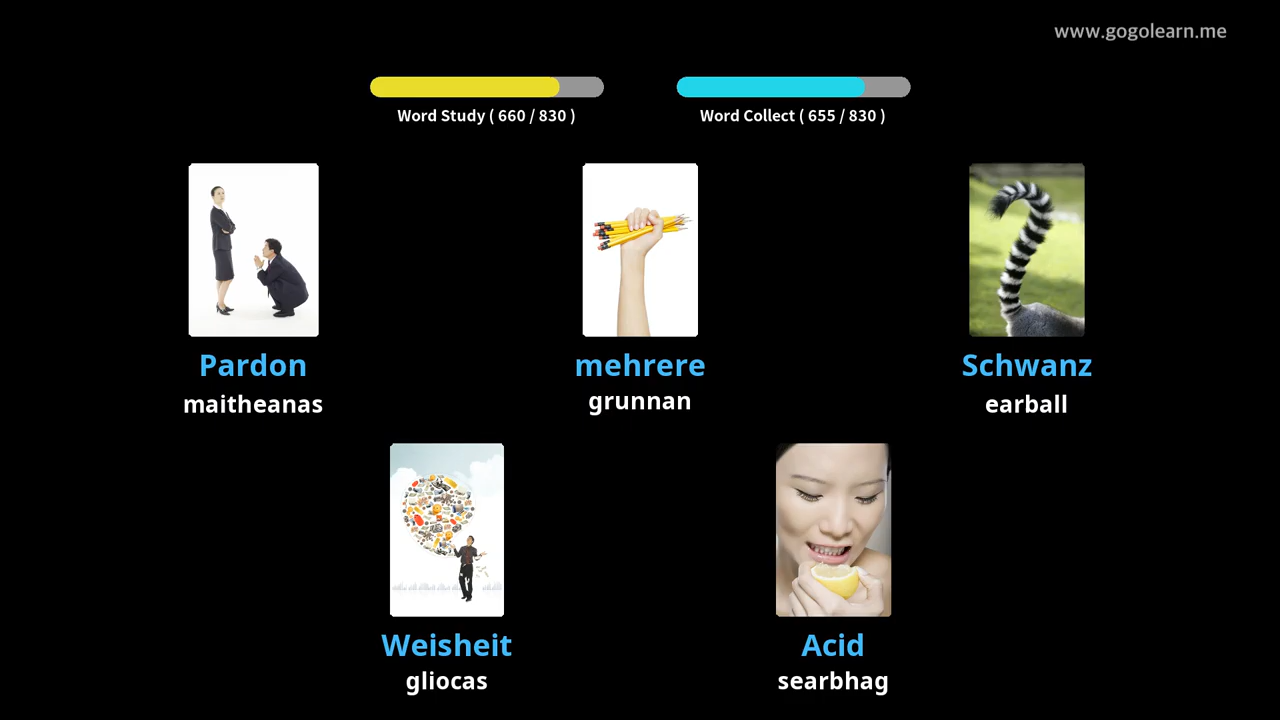 www.gogolearn.me
Word Study ( 660 / 830 )
Word Collect ( 655 / 830 )
Pardon
maitheanas
mehrere
grunnan
Schwanz
earball
Weisheit
gliocas
Acid
searbhag